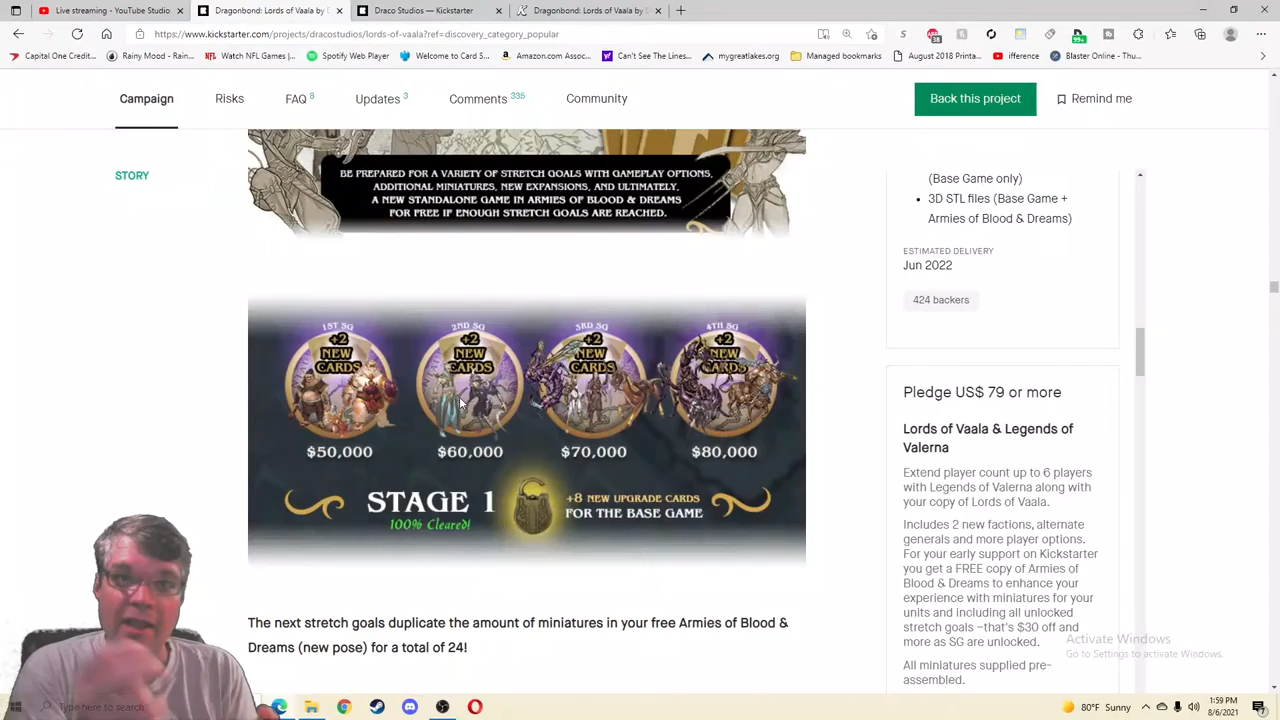 Live streaming - YouTube Studio
Dragonbond: Lords of Vaala by D
Draco Studios — Kickstarter
Dragonbond: Lords of Vaala by D
https://www.kickstarter.com/projects/dracostudios/lords-of-vaala?ref=discovery_category_popular
Capital One Credit...
Rainy Mood - Rain...
Watch NFL Games |...
Spotify Web Player
Welcome to Card S...
Amazon.com Assoc...
Can't See The Lines...
mygreatlakes.org
Managed bookmarks
August 2018 Printa...
ifference
Blaster Online - Thu...
Campaign
Risks
FAQ 8
Updates 3
Comments 335
Community
Back this project
Remind me
STORY
BE PREPARED FOR A VARIETY OF STRETCH GOALS WITH GAMEPLAY OPTIONS,
ADDITIONAL MINIATURES, NEW EXPANSIONS, AND ULTIMATELY,
A NEW STANDALONE GAME IN ARMIES OF BLOOD & DREAMS
FOR FREE IF ENOUGH STRETCH GOALS ARE REACHED.
1ST SG
+2
NEW
CARDS
$50,000
2ND SG
+2
NEW
CARDS
$60,000
3RD SG
+2
NEW
CARDS
$70,000
4TH SG
+2
NEW
CARDS
$80,000
STAGE 1
100% Cleared!
+8 NEW UPGRADE CARDS
FOR THE BASE GAME
The next stretch goals duplicate the amount of miniatures in your free Armies of Blood &
Dreams (new pose) for a total of 24!
(Base Game only)
• 3D STL files (Base Game +
Armies of Blood & Dreams)
ESTIMATED DELIVERY
Jun 2022
424 backers
Pledge US$ 79 or more
Lords of Vaala & Legends of
Valerna
Extend player count up to 6 players
with Legends of Valerna along with
your copy of Lords of Vaala.
Includes 2 new factions, alternate
generals and more player options.
For your early support on Kickstarter
you get a FREE copy of Armies of
Blood & Dreams to enhance your
experience with miniatures for your
units and including all unlocked
stretch goals –that's $30 off and
more as SG are unlocked.
All miniatures supplied pre-
assembled.
Activate Windows
Go to Settings to activate Windows.
Type here to search
80°F Sunny
1:59 PM
8/6/2021